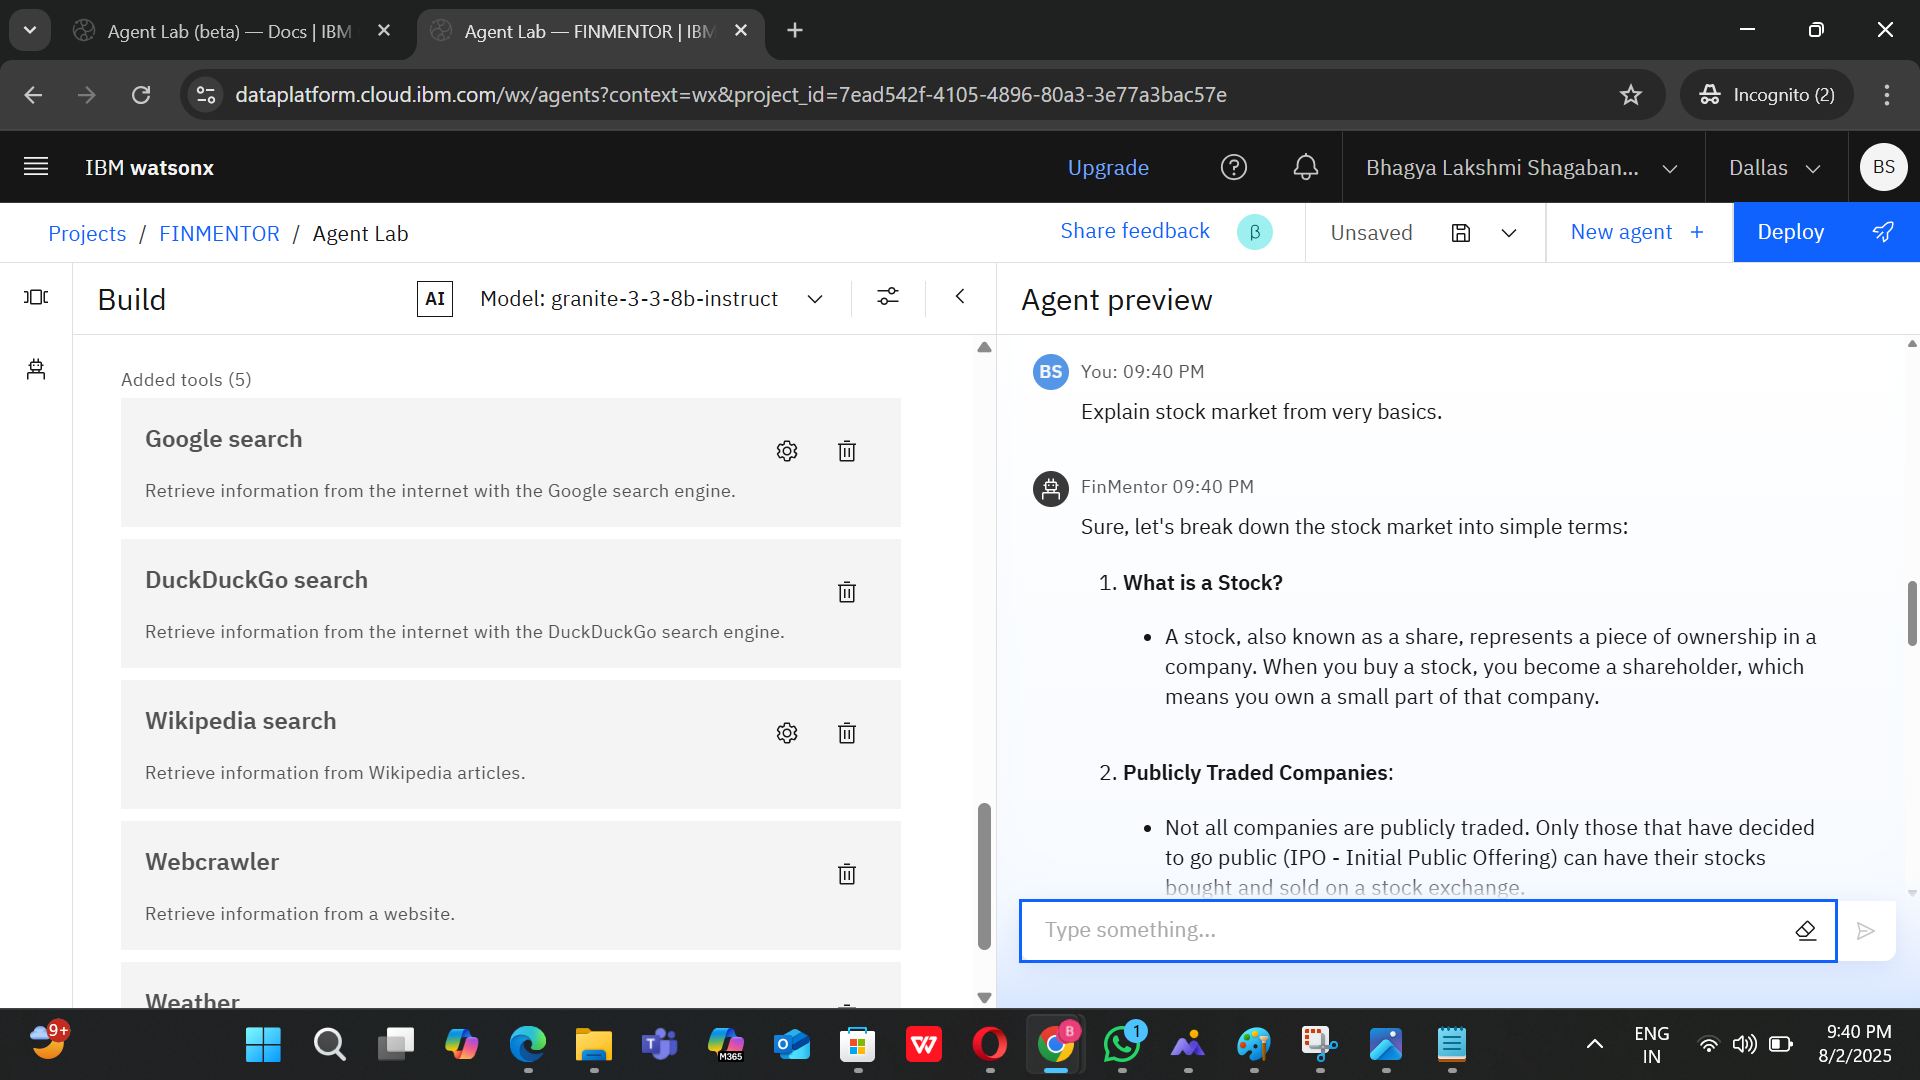 Agent Lab (beta) — Docs | IBM
Agent Lab — FINMENTOR | IBM
dataplatform.cloud.ibm.com/wx/agents?context=wx&project_id=7ead542f-4105-4896-80a3-3e77a3bac57e
Incognito (2)
IBM watsonx
Upgrade
Bhagya Lakshmi Shagaban...
Dallas
BS
Projects / FINMENTOR / Agent Lab
Share feedback
β
Unsaved
New agent +
Deploy
Build
AI
Model: granite-3-3-8b-instruct
Agent preview
Added tools (5)
Google search
Retrieve information from the internet with the Google search engine.
DuckDuckGo search
Retrieve information from the internet with the DuckDuckGo search engine.
Wikipedia search
Retrieve information from Wikipedia articles.
Webcrawler
Retrieve information from a website.
Weather
BS
You: 09:40 PM
Explain stock market from very basics.
FinMentor 09:40 PM
Sure, let's break down the stock market into simple terms:
1. What is a Stock?
• A stock, also known as a share, represents a piece of ownership in a
company. When you buy a stock, you become a shareholder, which
means you own a small part of that company.
2. Publicly Traded Companies:
• Not all companies are publicly traded. Only those that have decided
to go public (IPO - Initial Public Offering) can have their stocks
bought and sold on a stock exchange.
Type something...
9+
M365
B
1
ENG
IN
9:40 PM
8/2/2025